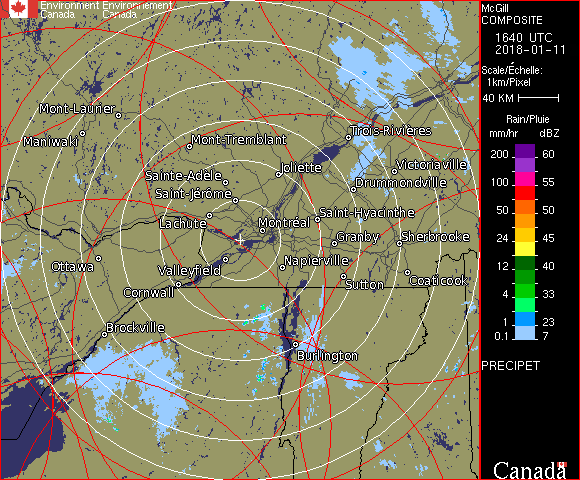 Environment Environnement
Canada Canada
McGill
COMPOSITE
1640 UTC
2018-01-11
Scale/Échelle:
1km/Pixel
40 KM
Rain/Pluie
mm/hr dBZ
200 60
100 55
50 50
24 45
12 40
4 33
1 23
0.1 7
PRECIPET
Canada
Mont-Laurier
Maniwaki
Mont-Tremblant
Trois-Rivières
Joliette
Victoriaville
Sainte-Adèle
Drummondville
Saint-Jérôme
Lachute
Montréal
Saint-Hyacinthe
Granby
Sherbrooke
Ottawa
Valleyfield
Napierville
Cornwall
Sutton
Coaticook
Brockville
Burlington